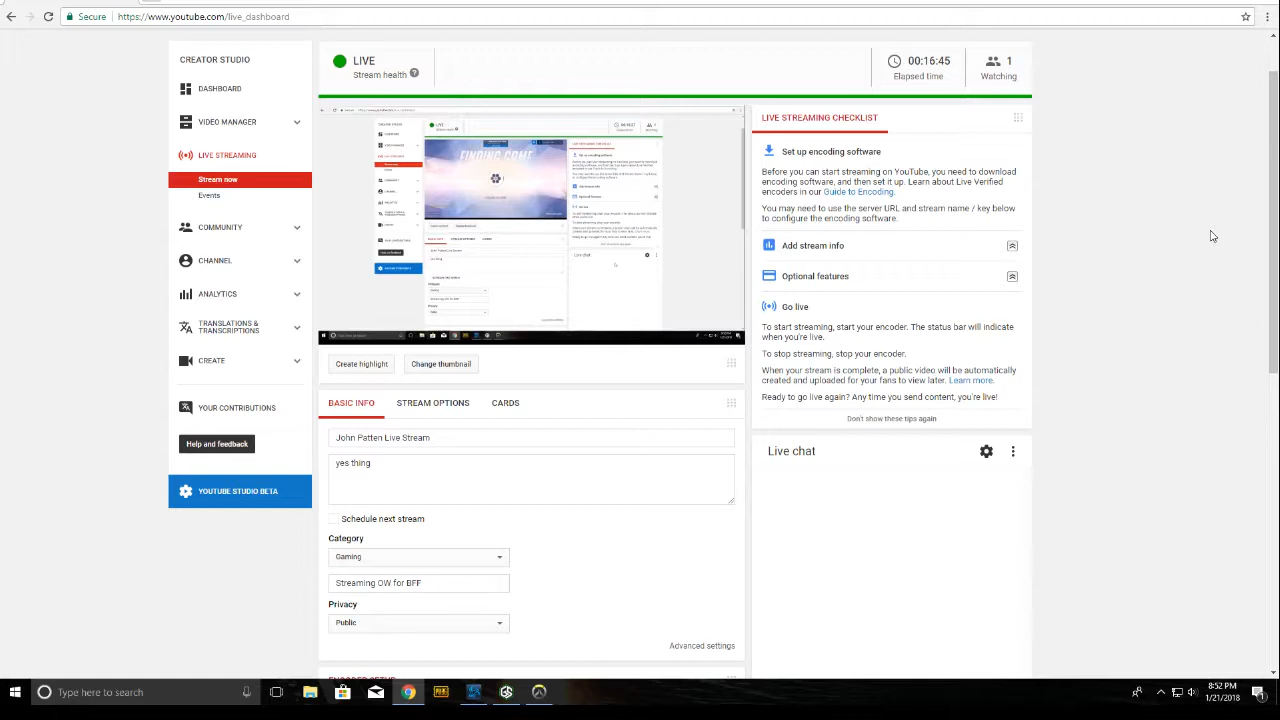 Secure
https://www.youtube.com/live_dashboard
CREATOR STUDIO
DASHBOARD
VIDEO MANAGER
LIVE STREAMING
Stream now
Events
COMMUNITY
CHANNEL
ANALYTICS
TRANSLATIONS &
TRANSCRIPTIONS
CREATE
YOUR CONTRIBUTIONS
Help and feedback
YOUTUBE STUDIO BETA
LIVE
Stream health ?
00:16:45
Elapsed time
1
Watching
FINDING GAME
Create highlight
Change thumbnail
BASIC INFO
STREAM OPTIONS
CARDS
John Patten Live Stream
yes thing
Schedule next stream
Category
Gaming
Streaming OW for BFF
Privacy
Public
Advanced settings
LIVE STREAMING CHECKLIST
Set up encoding software
Before you can start streaming on YouTube, you need to download
encoding software, and then set it up. Learn about Live Verified
encoders in our Guide to Encoding.
You may need to use the server URL and stream name / key below
to configure the encoding software.
Add stream info
Optional features
Go live
To start streaming, start your encoder. The status bar will indicate
when you're live.
To stop streaming, stop your encoder.
When your stream is complete, a public video will be automatically
created and uploaded for your fans to view later. Learn more.
Ready to go live again? Any time you send content, you're live!
Don't show these tips again
Live chat
Type here to search
8:52 PM
1/21/2018